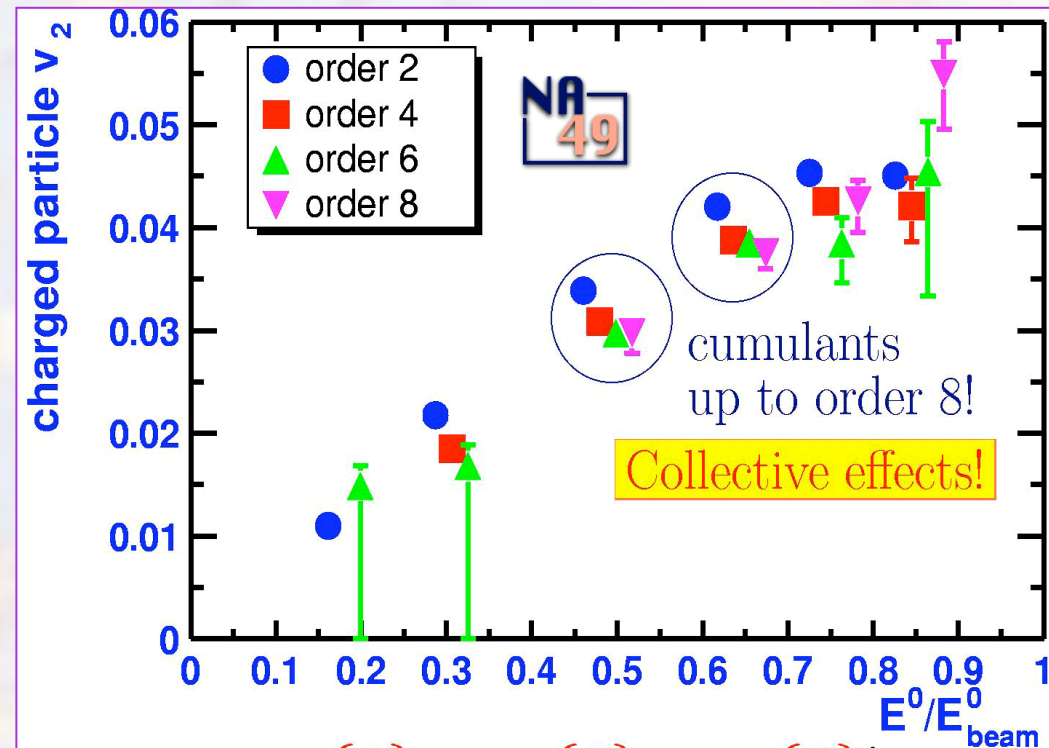 charged particle v 2
0.06
0.05
0.04
0.03
0.02
0.01
0
order 2
order 4
order 6
order 8
NA
49
cumulants
up to order 8!
Collective effects!
0 0.1 0.2 0.3 0.4 0.5 0.6 0.7 0.8 0.9 1
E⁰/E⁰beam